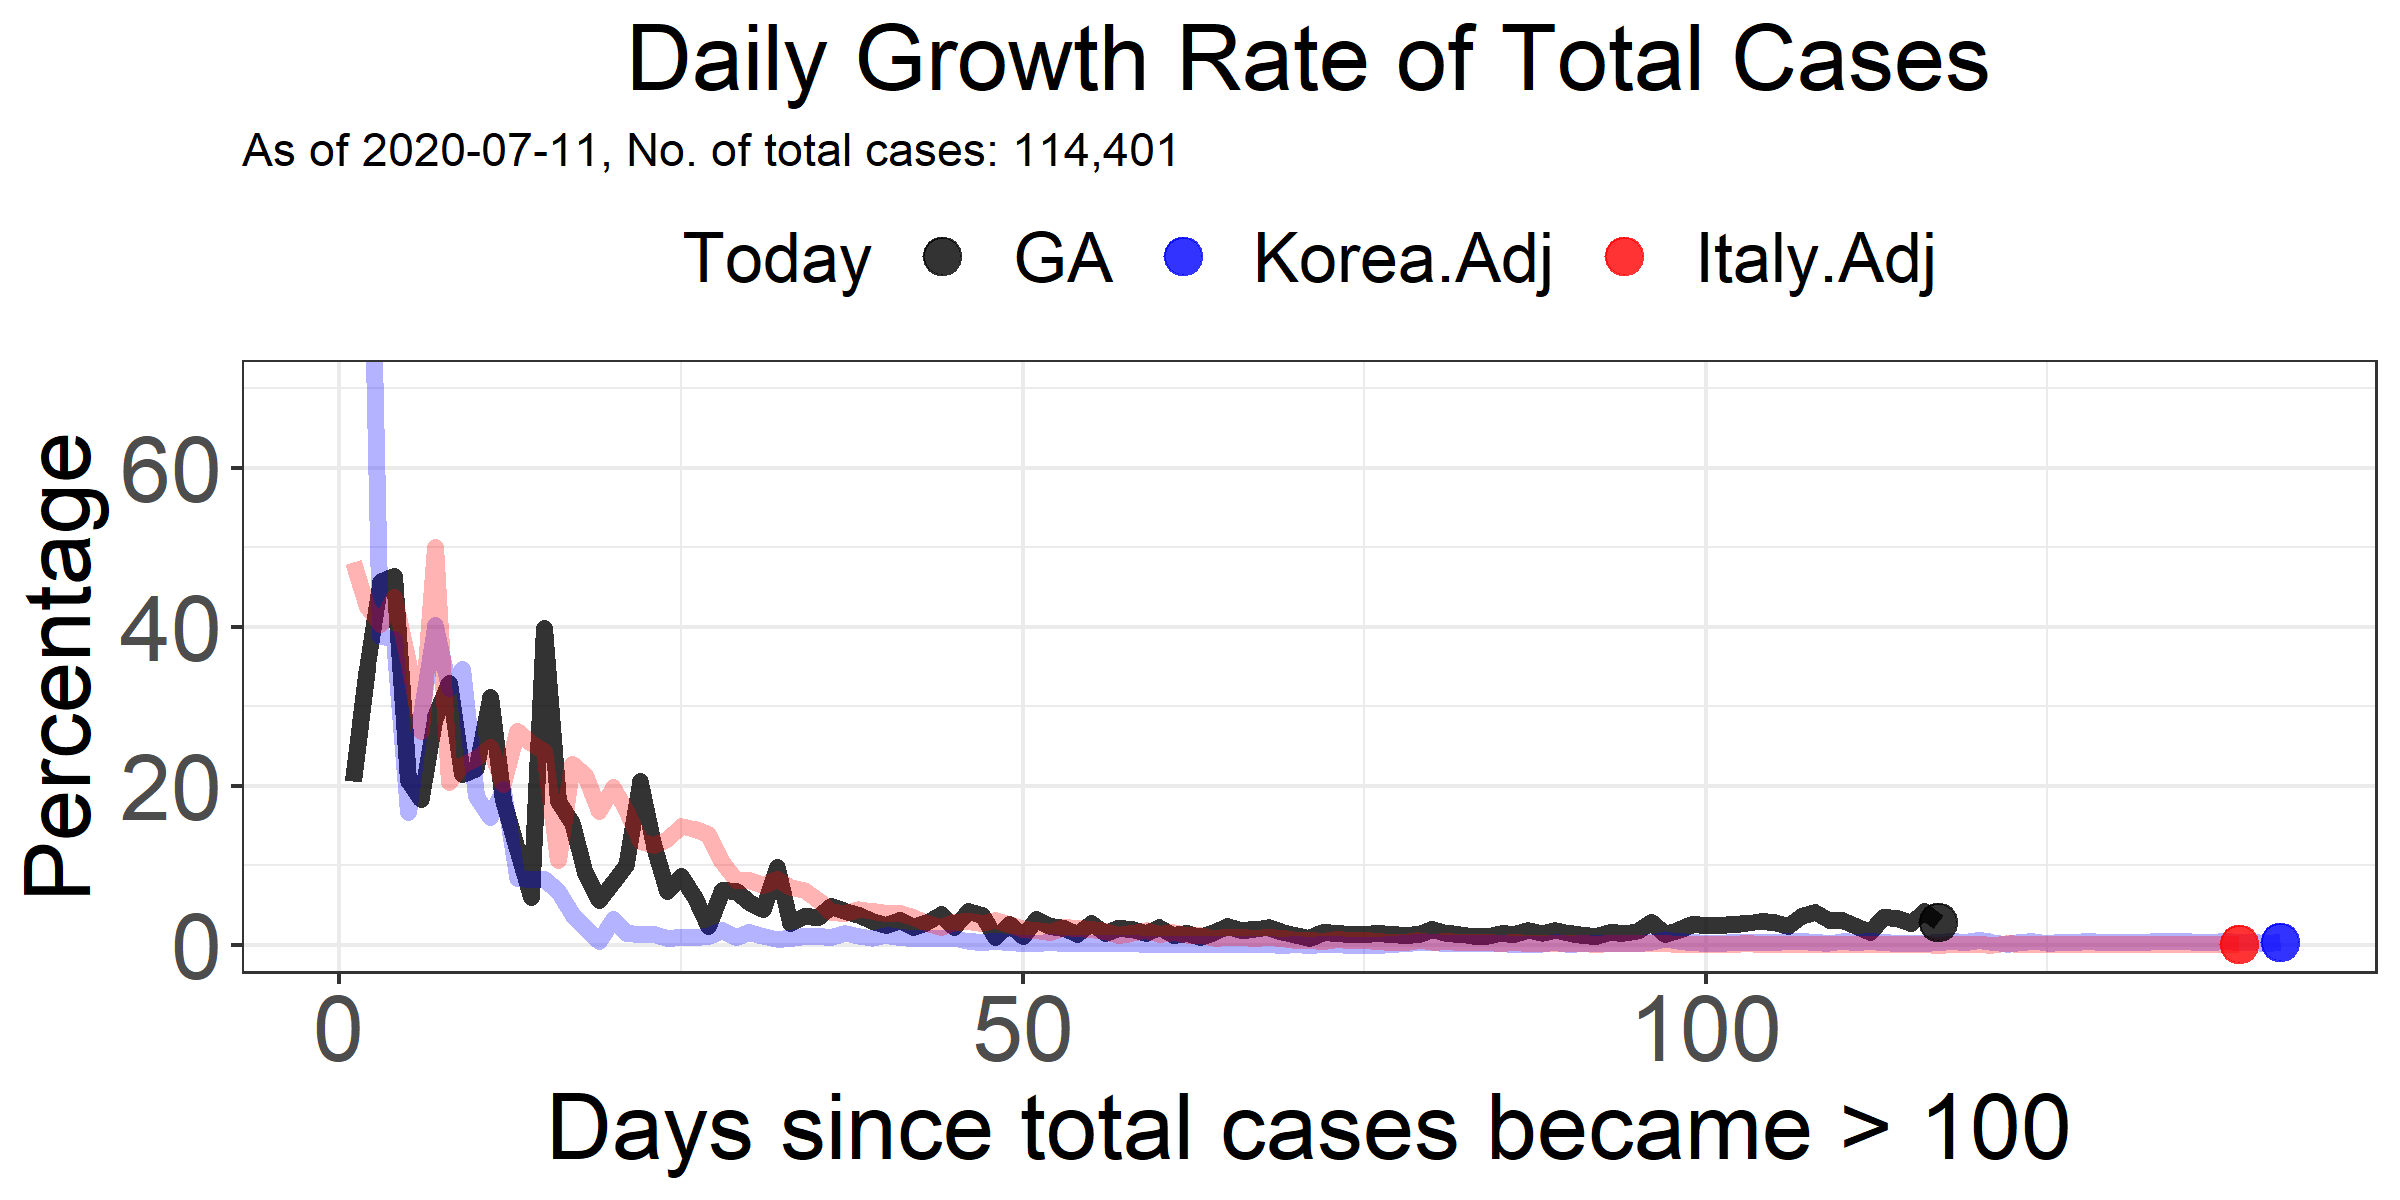 Daily Growth Rate of Total Cases
As of 2020-07-11, No. of total cases: 114,401
Today GA Korea.Adj Italy.Adj
Percentage
60
40
20
0
0 50 100
Days since total cases became > 100